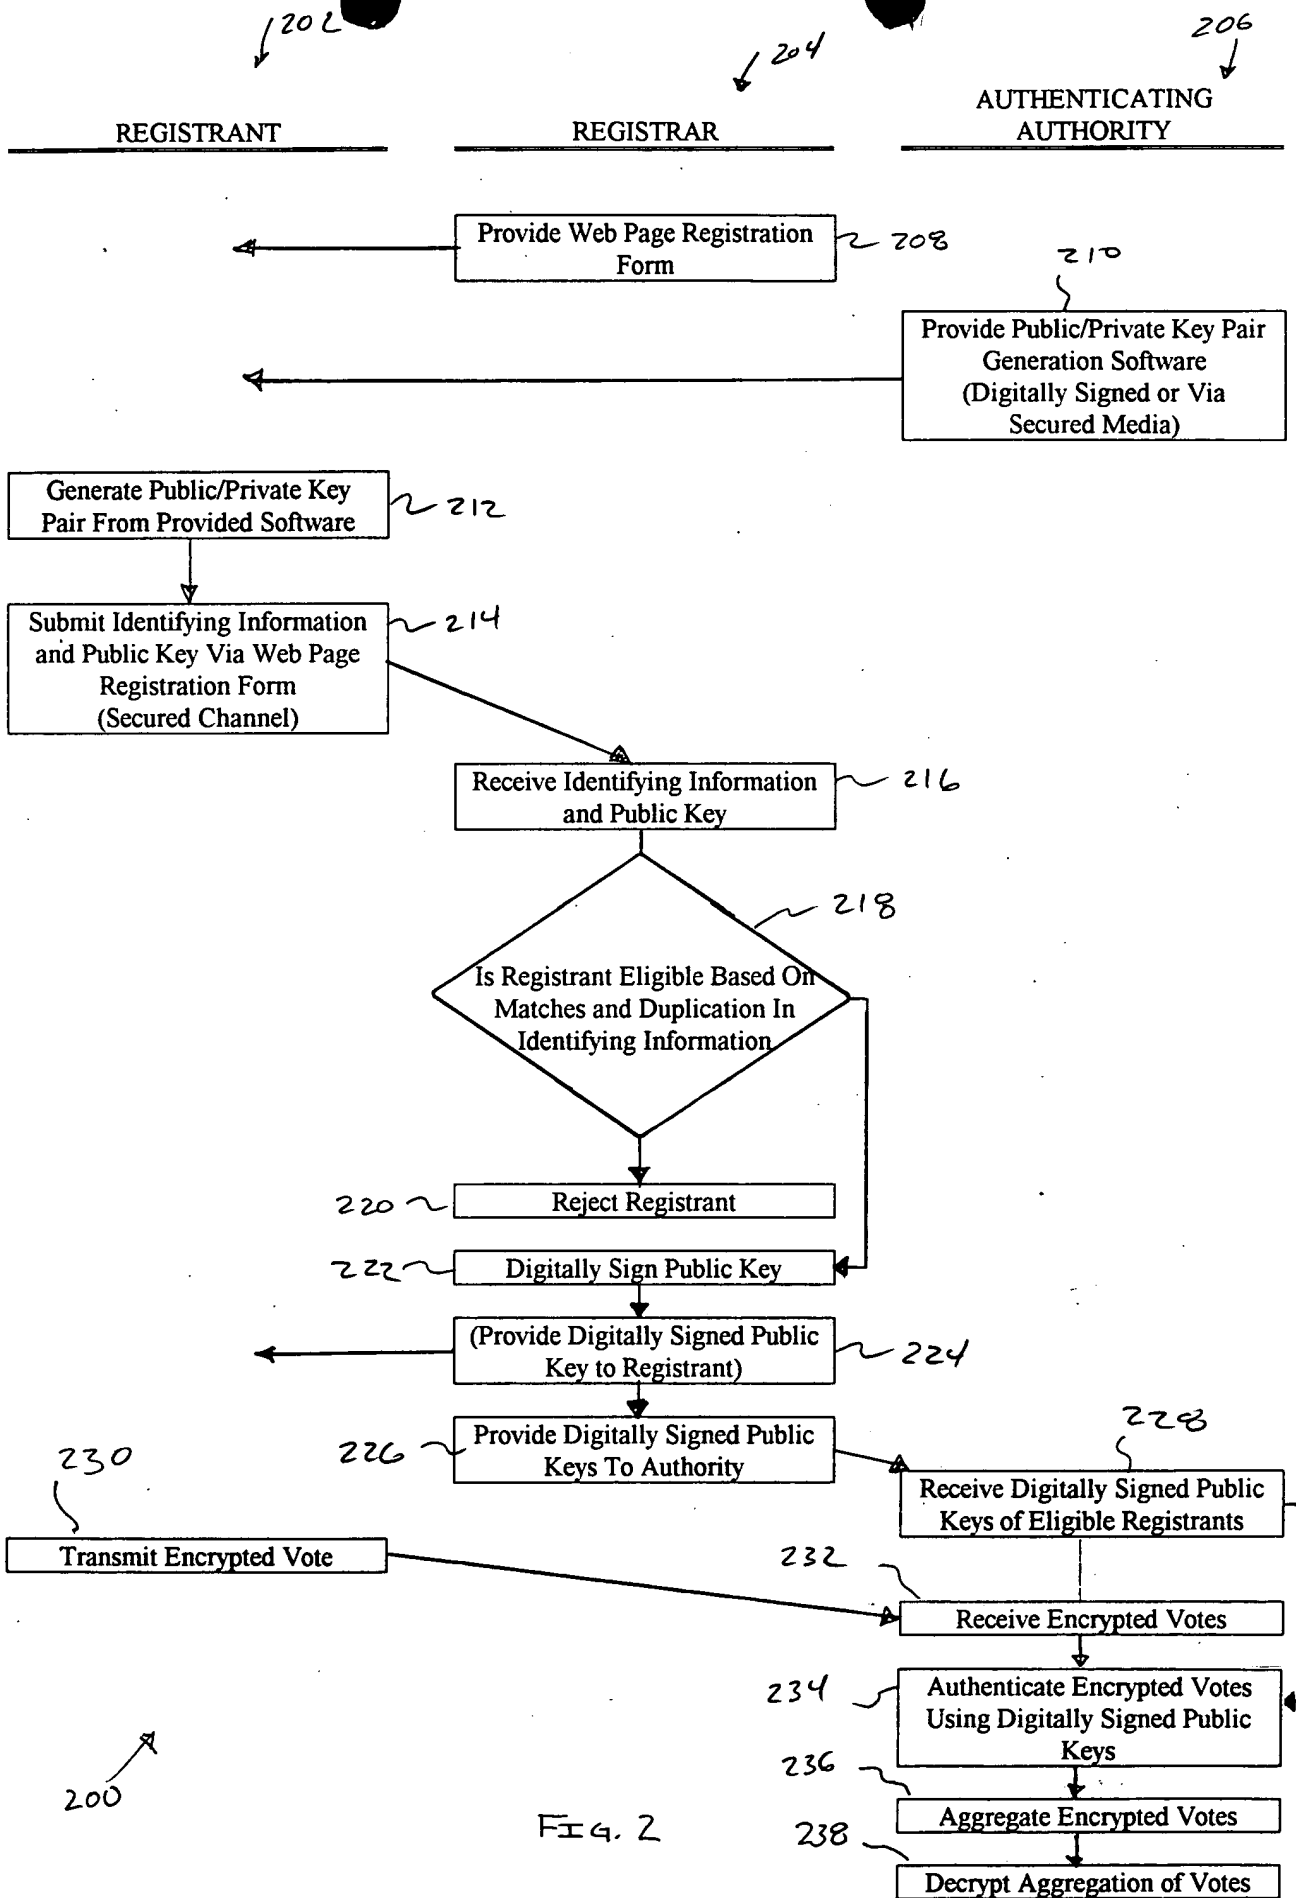 202
204
206
REGISTRANT
REGISTRAR
AUTHENTICATING
AUTHORITY
Provide Web Page Registration
Form
208
210
Provide Public/Private Key Pair
Generation Software
(Digitally Signed or Via
Secured Media)
Generate Public/Private Key
Pair From Provided Software
212
Submit Identifying Information
and Public Key Via Web Page
Registration Form
(Secured Channel)
214
Receive Identifying Information
and Public Key
216
218
Is Registrant Eligible Based On
Matches and Duplication In
Identifying Information
220
Reject Registrant
222
Digitally Sign Public Key
(Provide Digitally Signed Public
Key to Registrant)
224
226
Provide Digitally Signed Public
Keys To Authority
228
Receive Digitally Signed Public
Keys of Eligible Registrants
230
Transmit Encrypted Vote
232
Receive Encrypted Votes
234
Authenticate Encrypted Votes
Using Digitally Signed Public
Keys
236
Aggregate Encrypted Votes
238
Decrypt Aggregation of Votes
200
FIG. 2